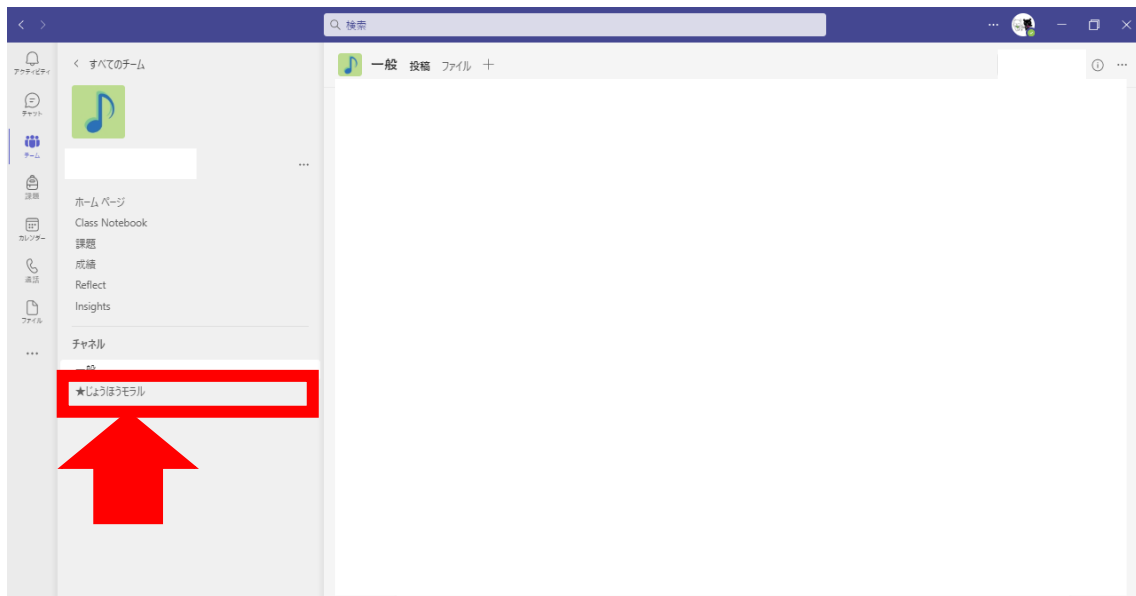 検索
アクティビティ
チャット
チーム
課題
カレンダー
通話
ファイル
すべてのチーム
ホーム ページ
Class Notebook
課題
成績
Reflect
Insights
チャネル
一般
★じょうほうモラル
一般 投稿 ファイル